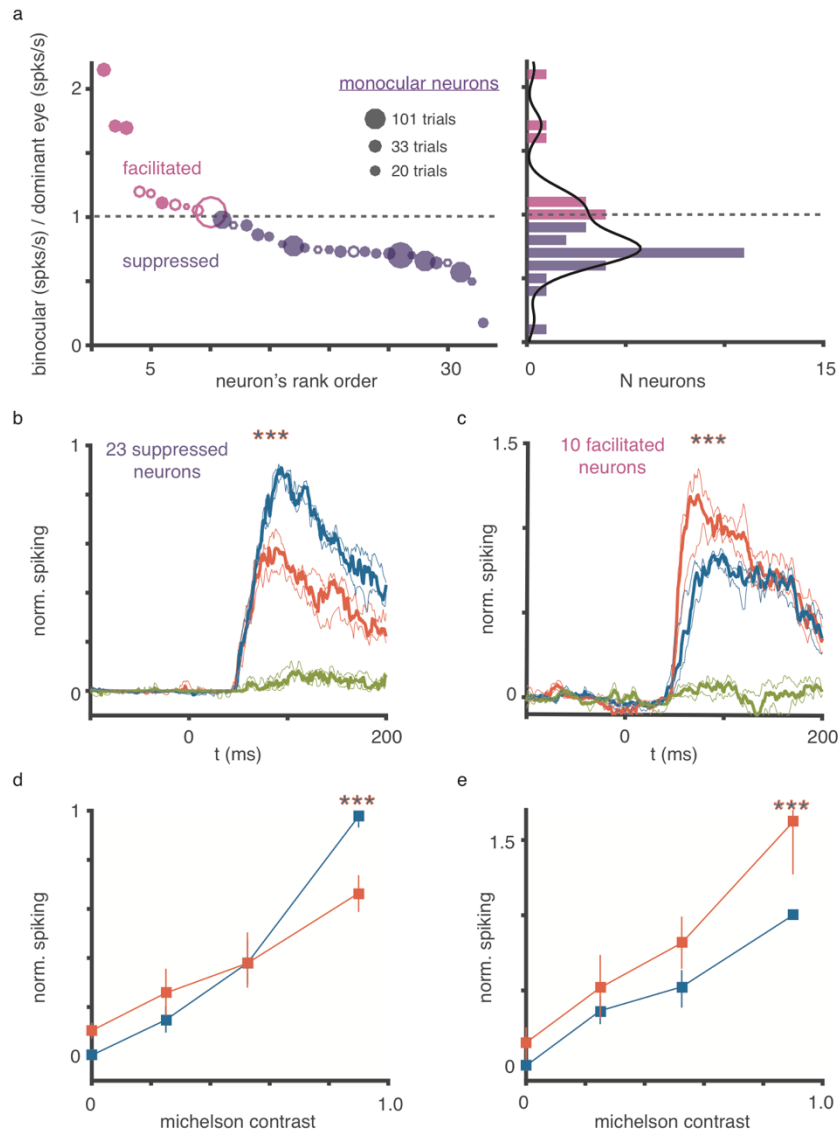 a
binocular (spks/s) / dominant eye (spks/s)
2
1
0
monocular neurons
101 trials
33 trials
20 trials
facilitated
suppressed
5
30
neuron's rank order
0
15
N neurons
b
1
0
norm. spiking
23 suppressed
neurons
***
0
200
t (ms)
c
1.5
0
norm. spiking
10 facilitated
neurons
***
0
200
t (ms)
d
1
0
norm. spiking
***
0
1.0
michelson contrast
e
1.5
0
norm. spiking
***
0
1.0
michelson contrast